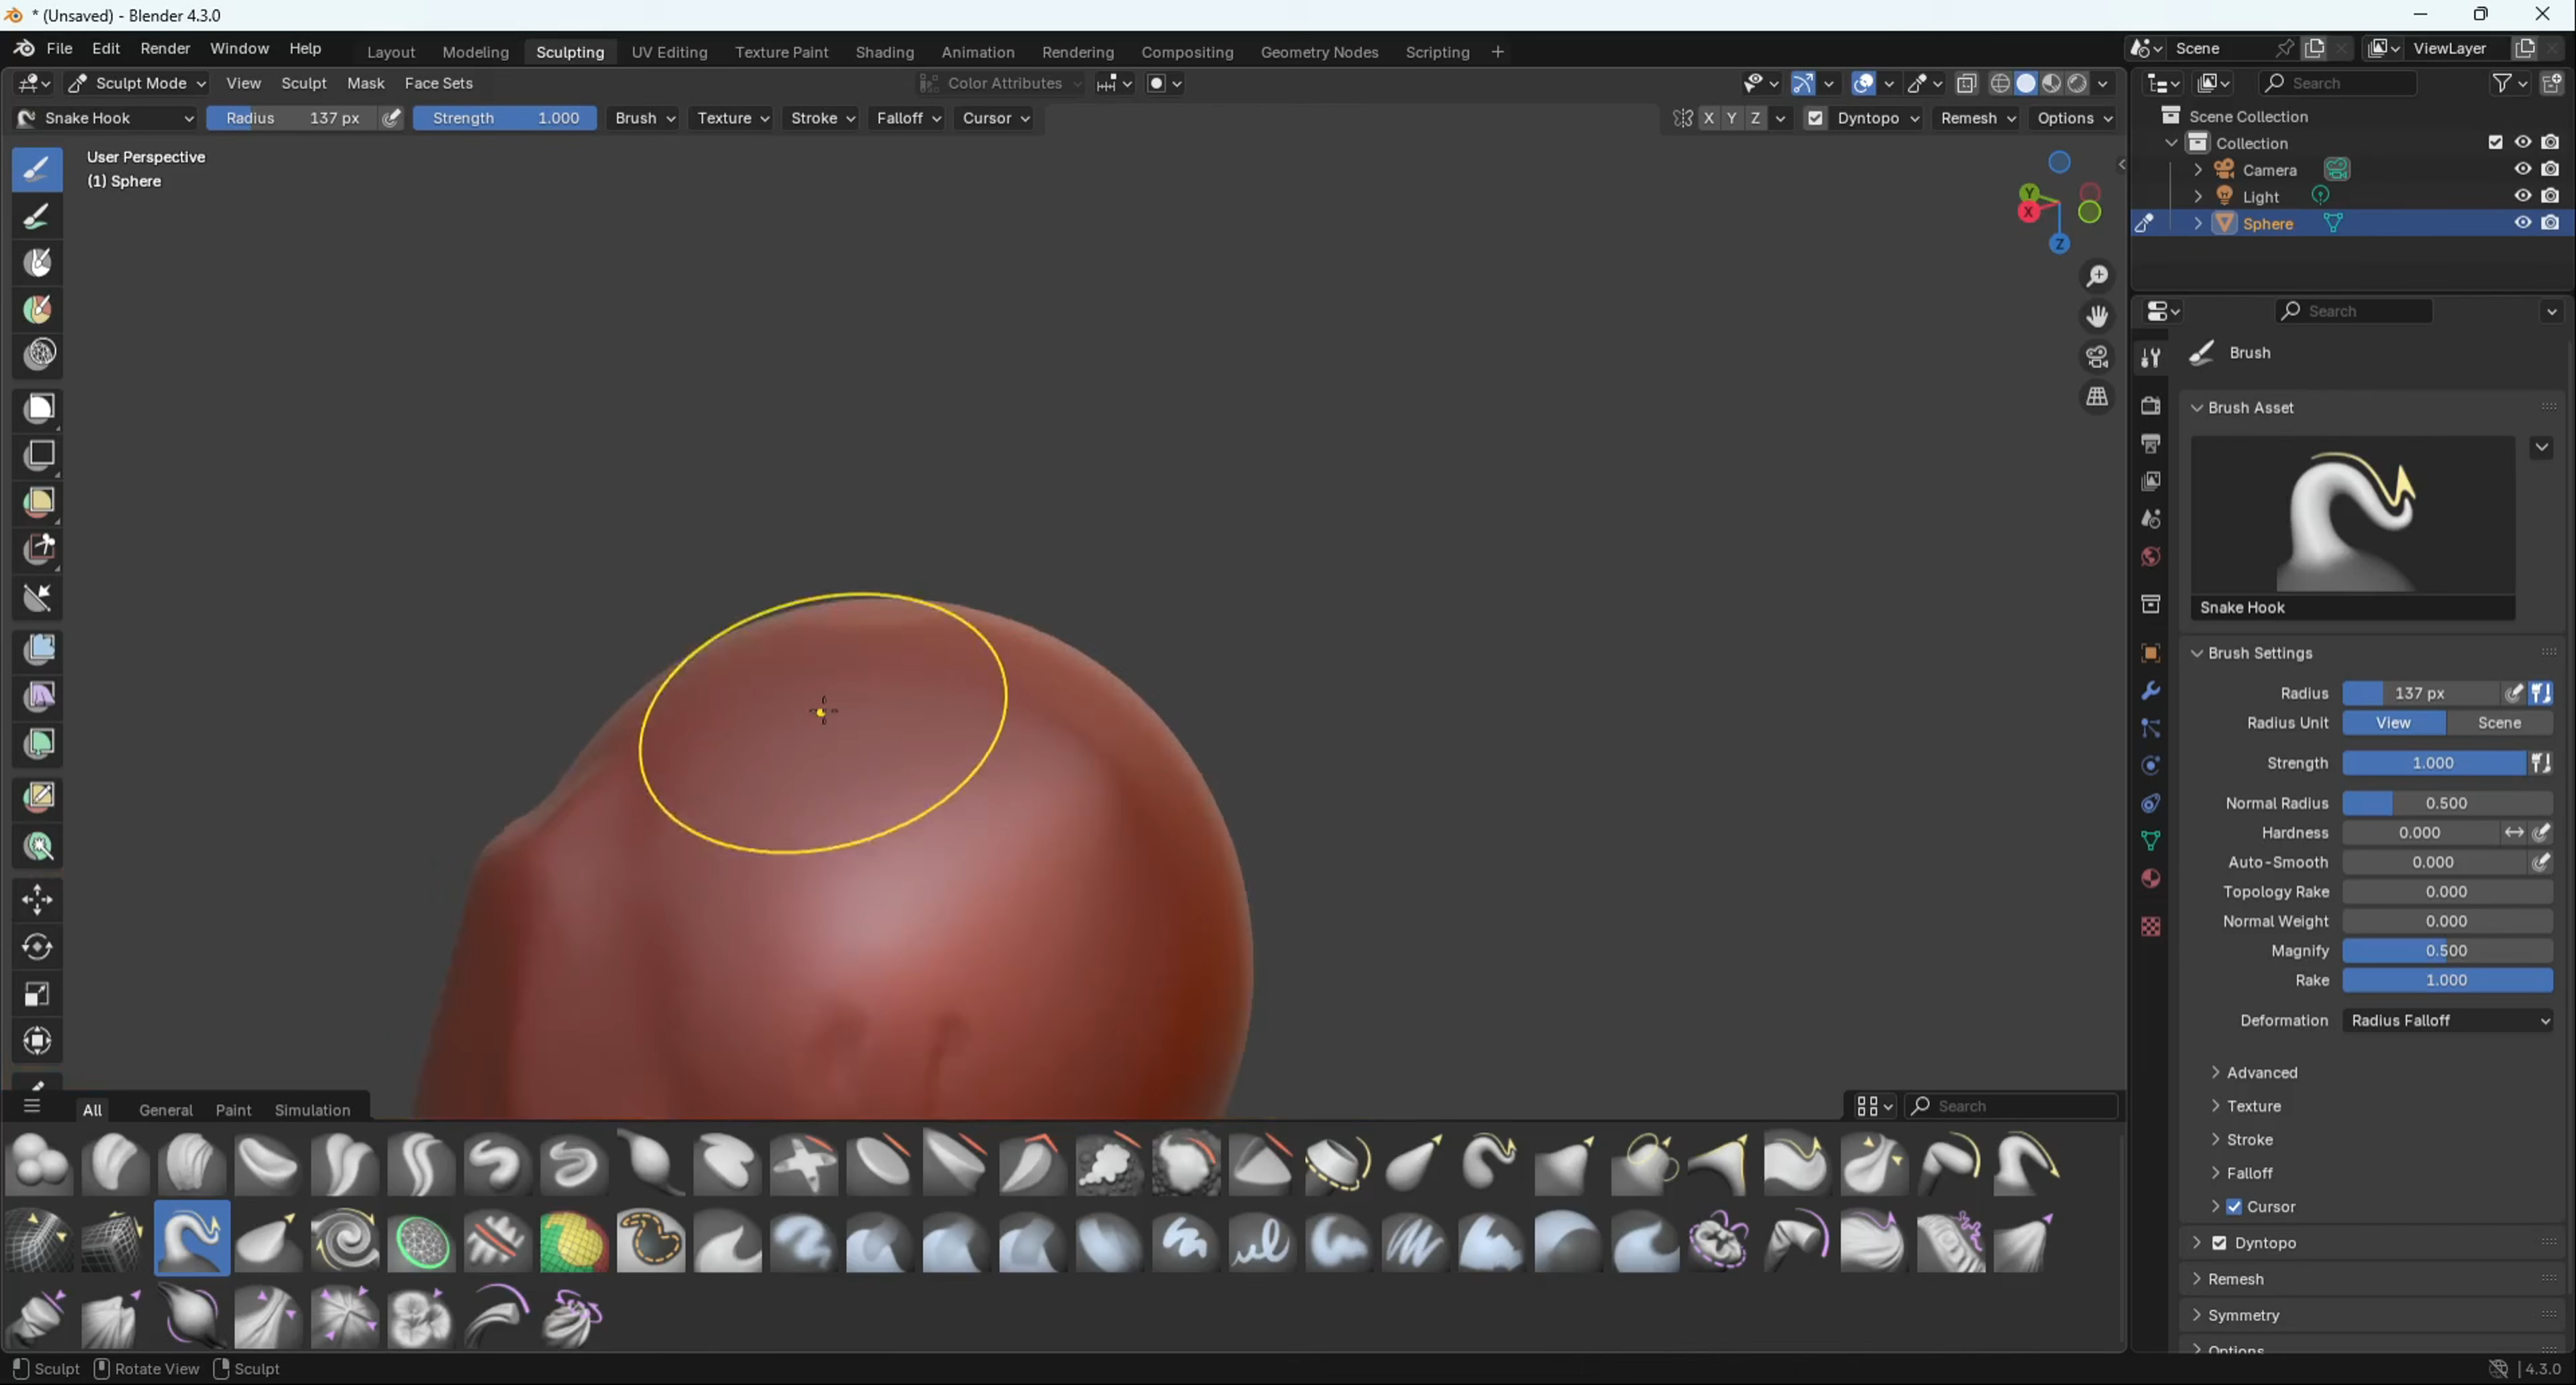 * (Unsaved) - Blender 4.3.0
File Edit Render Window Help Layout Modeling Sculpting UV Editing Texture Paint Shading Animation Rendering Compositing Geometry Nodes Scripting + Scene ViewLayer
Sculpt Mode View Sculpt Mask Face Sets Color Attributes Search
Snake Hook Radius 137 px Strength 1.000 Brush Texture Stroke Falloff Cursor X Y Z Dyntopo Remesh Options
Scene Collection
Collection
Camera
Light
Sphere
User Perspective
(1) Sphere
Y
X
Z
Search
Brush
Brush Asset
Snake Hook
Brush Settings
Radius 137 px
Radius Unit View Scene
Strength 1.000
Normal Radius 0.500
Hardness 0.000
Auto-Smooth 0.000
Topology Rake 0.000
Normal Weight 0.000
Magnify 0.500
Rake 1.000
Deformation Radius Falloff
Advanced
Texture
Stroke
Falloff
Cursor
Dyntopo
Remesh
Symmetry
Options
All General Paint Simulation Search
Sculpt Rotate View Sculpt 4.3.0